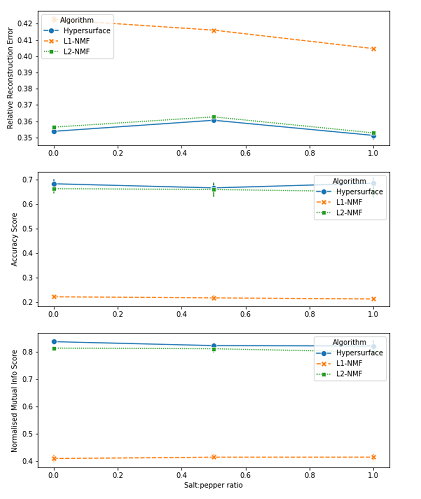 Algorithm
Hypersurface
L1-NMF
L2-NMF
Relative Reconstruction Error
0.42
0.41
0.40
0.39
0.38
0.37
0.36
0.35
0.0 0.2 0.4 0.6 0.8 1.0
Algorithm
Hypersurface
L1-NMF
L2-NMF
Accuracy Score
0.7
0.6
0.5
0.4
0.3
0.2
0.0 0.2 0.4 0.6 0.8 1.0
Algorithm
Hypersurface
L1-NMF
L2-NMF
Normalised Mutual Info Score
0.8
0.7
0.6
0.5
0.4
0.0 0.2 0.4 0.6 0.8 1.0
Salt:pepper ratio